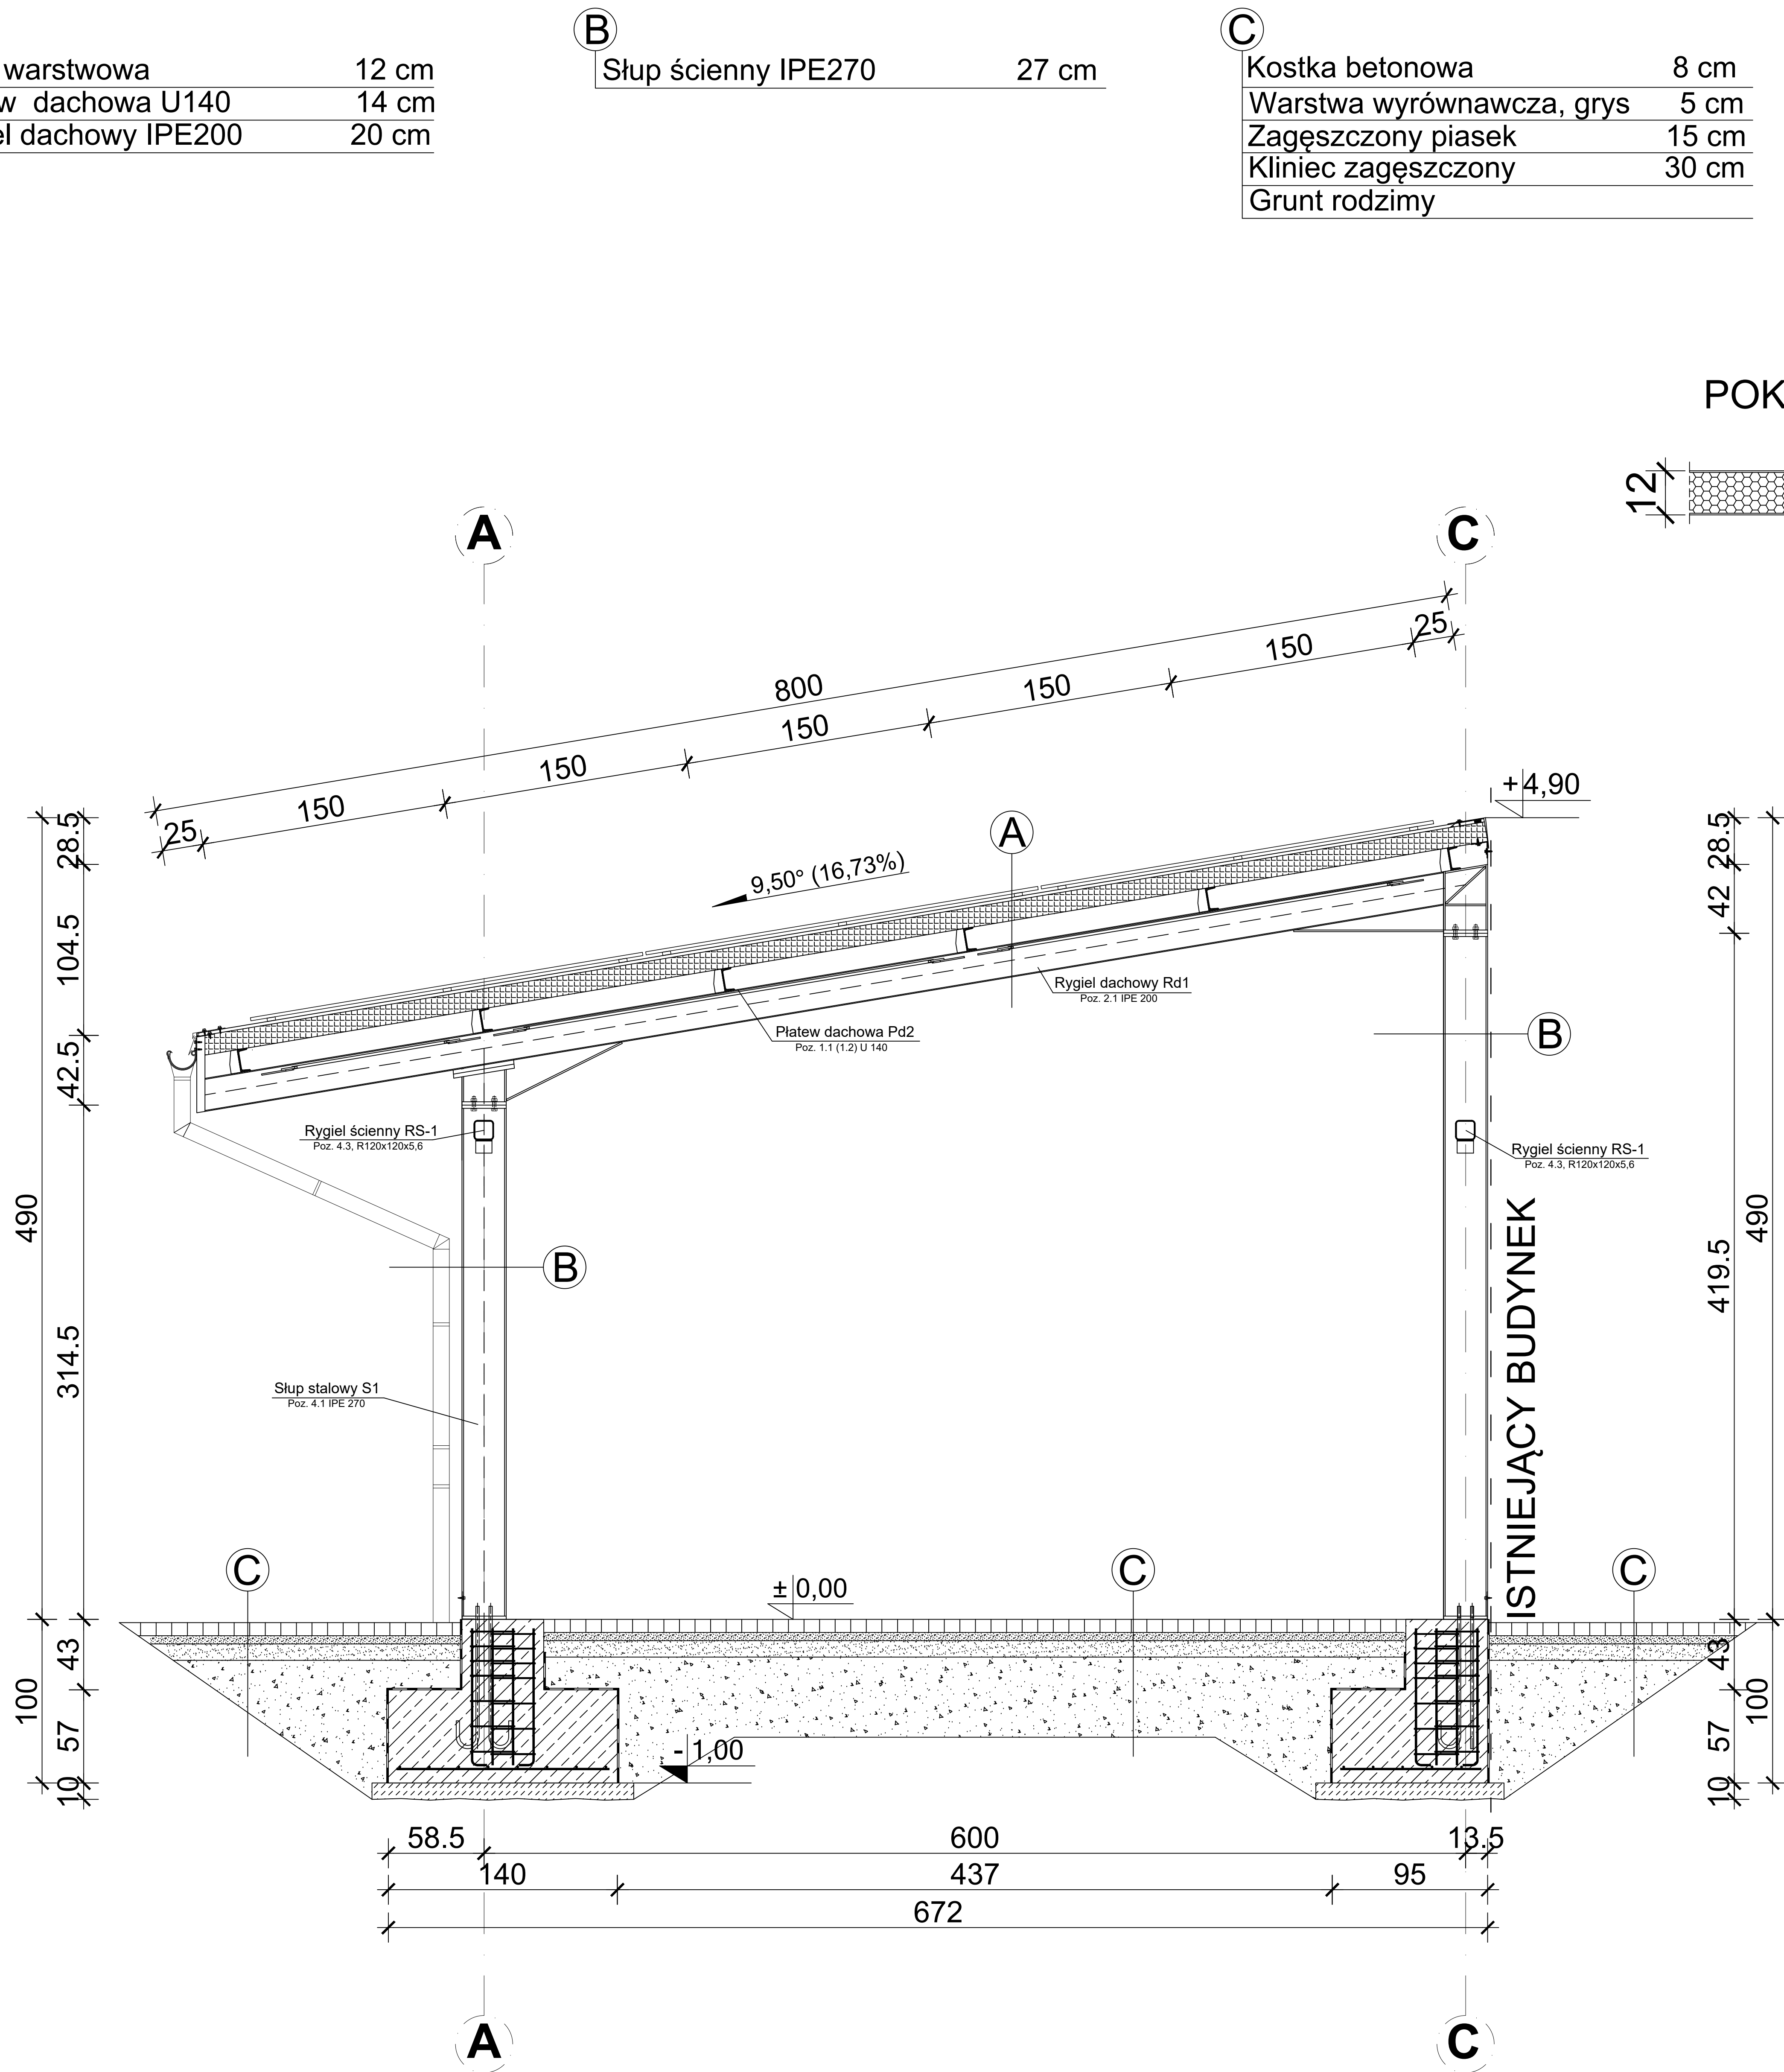 B
C
warstwowa 12 cm
w dachowa U140 14 cm
el dachowy IPE200 20 cm
Słup ścienny IPE270 27 cm
Kostka betonowa 8 cm
Warstwa wyrównawcza, grys 5 cm
Zagęszczony piasek 15 cm
Kliniec zagęszczony 30 cm
Grunt rodzimy
POK
12
A
C
800
25
150
150
150
150
150
25
+4,90
A
9,50° (16,73%)
28.5
104.5
42.5
490
314.5
28.5
42
490
419.5
Rygiel dachowy Rd1
Poz. 2.1 IPE 200
Płatew dachowa Pd2
Poz. 1.1 (1.2) U 140
B
Rygiel ścienny RS-1
Poz. 4.3, R120x120x5,6
Rygiel ścienny RS-1
Poz. 4.3, R120x120x5,6
B
ISTNIEJĄCY BUDYNEK
Słup stalowy S1
Poz. 4.1 IPE 270
C
C
C
±0,00
43
57
10
100
43
57
10
100
-1,00
58.5 600 13.5
140 437 95
672
A
C